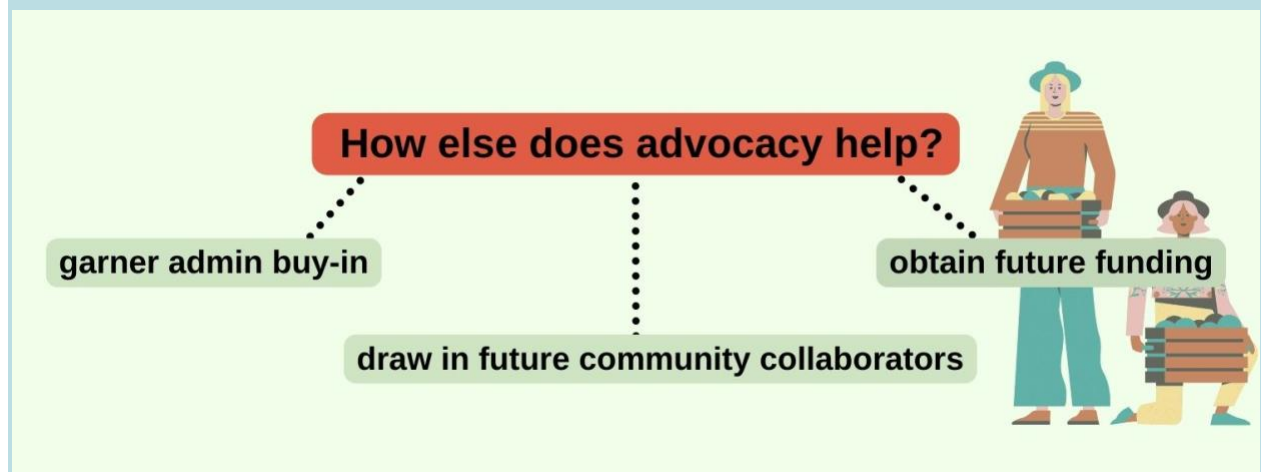 How else does advocacy help?
garner admin buy-in
obtain future funding
draw in future community collaborators